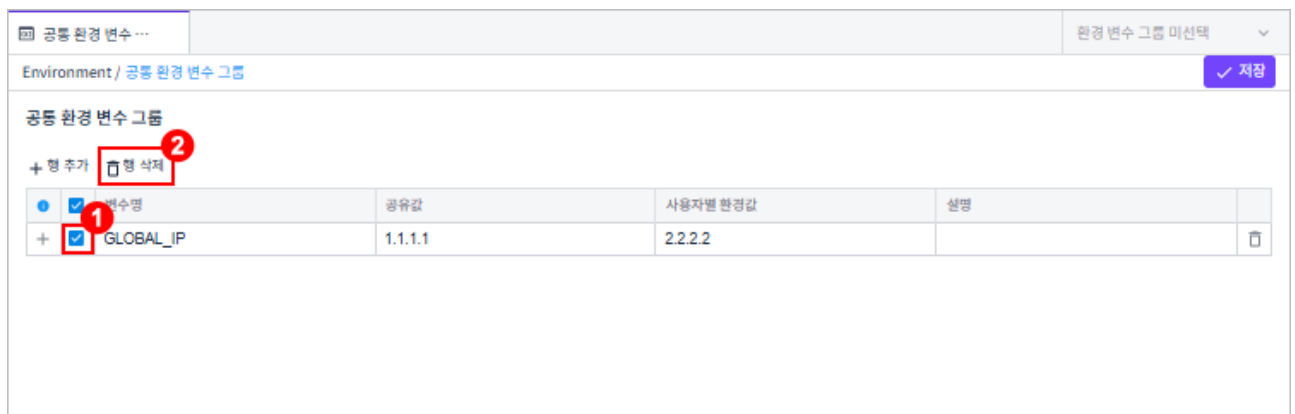 공통 환경 변수 ···
환경 변수 그룹 미선택
Environment / 공통 환경 변수 그룹
저장
공통 환경 변수 그룹
2
+ 행 추가 행 삭제
변수명 공유값 사용자별 환경값 설명
1
+ GLOBAL_IP 1.1.1.1 2.2.2.2